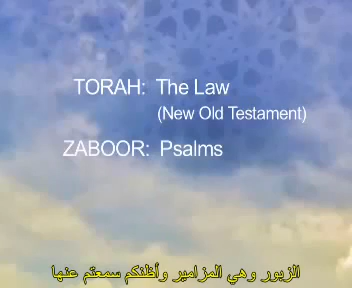 TORAH: The Law
(New Old Testament)
ZABOOR: Psalms
الزبور وهي المزامير وأظنكم سمعتم عنها